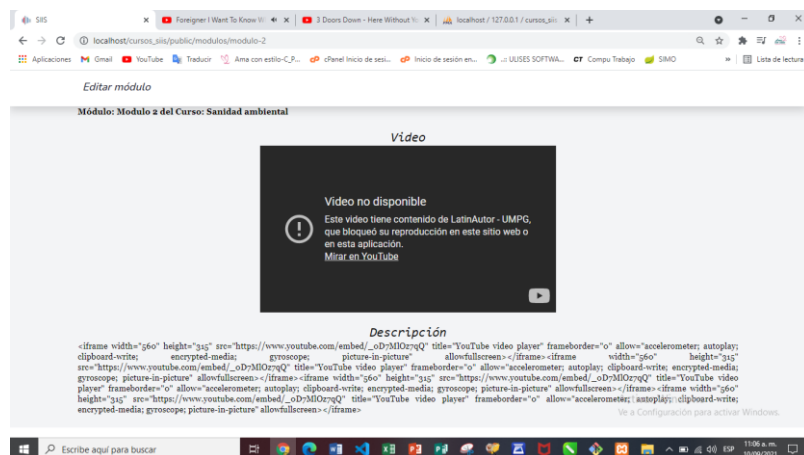 SIIS
Foreigner I Want To Know W
3 Doors Down - Here Without Yo
localhost / 127.0.0.1 / cursos_siis
localhost/cursos_siis/public/modulos/modulo-2
Aplicaciones Gmail YouTube Traducir Ama con estilo-C_P... cPanel Inicio de sesi... Inicio de sesión en... ..:: ULISES SOFTWA... CT Compu Trabajo SIMO » Lista de lectura
Editar módulo
Módulo: Modulo 2 del Curso: Sanidad ambiental
Video
Video no disponible
Este video tiene contenido de LatinAutor - UMPG,
que bloqueó su reproducción en este sitio web o
en esta aplicación.
Mirar en YouTube
Descripción
<iframe width="560" height="315" src="https://www.youtube.com/embed/_oD7MlOz7qQ" title="YouTube video player" frameborder="0" allow="accelerometer; autoplay;
clipboard-write; encrypted-media; gyroscope; picture-in-picture" allowfullscreen></iframe><iframe width="560" height="315"
src="https://www.youtube.com/embed/_oD7MlOz7qQ" title="YouTube video player" frameborder="0" allow="accelerometer; autoplay; clipboard-write; encrypted-media;
gyroscope; picture-in-picture" allowfullscreen></iframe><iframe width="560" height="315" src="https://www.youtube.com/embed/_oD7MlOz7qQ" title="YouTube video
player" frameborder="0" allow="accelerometer; autoplay; clipboard-write; encrypted-media; gyroscope; picture-in-picture" allowfullscreen></iframe><iframe width="560"
height="315" src="https://www.youtube.com/embed/_oD7MlOz7qQ" title="YouTube video player" frameborder="0" allow="accelerometer; autoplay; clipboard-write;
encrypted-media; gyroscope; picture-in-picture" allowfullscreen></iframe>
Ve a Configuración para activar Windows.
Escribe aquí para buscar
ESP
11:06 a. m.
10/09/2021